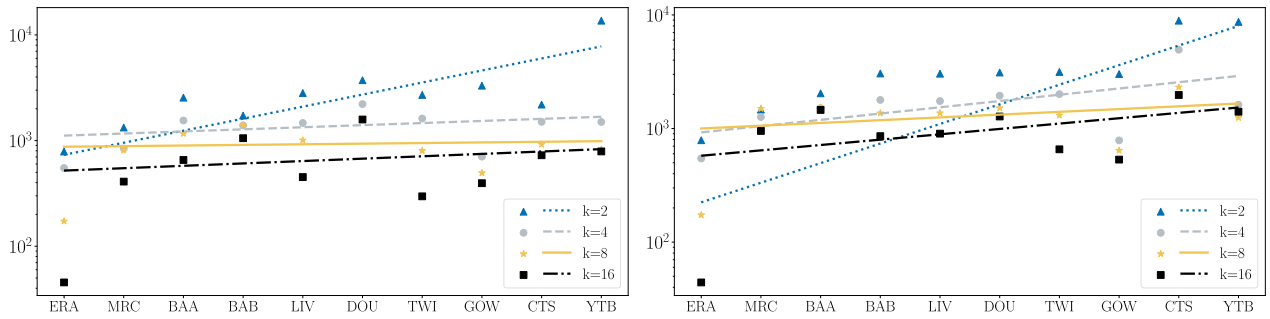 10^4
10^3
10^2
k=2
k=4
k=8
k=16
ERA MRC BAA BAB LIV DOU TWI GOW CTS YTB
10^4
10^3
10^2
k=2
k=4
k=8
k=16
ERA MRC BAA BAB LIV DOU TWI GOW CTS YTB